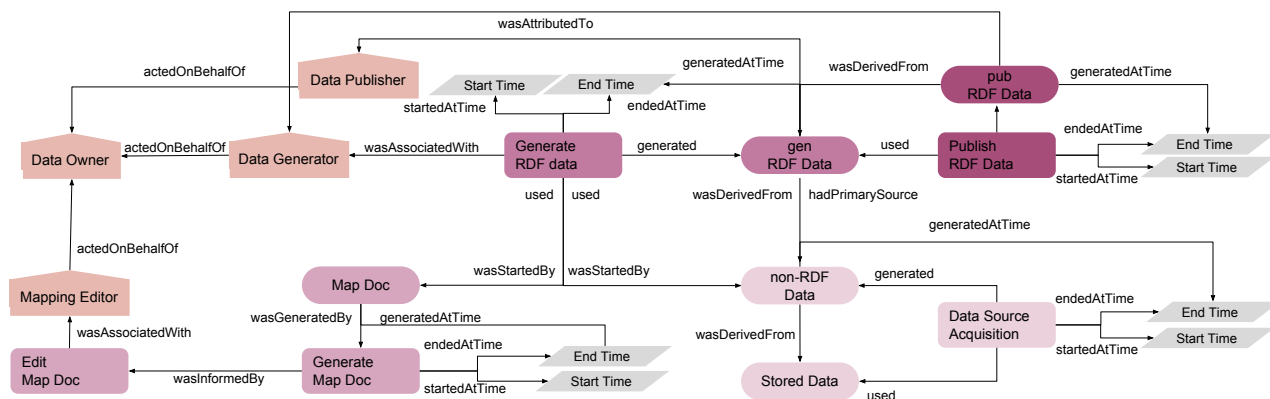 wasAttributedTo
actedOnBehalfOf
Data Publisher
generatedAtTime
wasDerivedFrom
pub
RDF Data
generatedAtTime
Start Time
End Time
startedAtTime
endedAtTime
Data Owner
actedOnBehalfOf
Data Generator
wasAssociatedWith
Generate
RDF data
generated
gen
RDF Data
used
Publish
RDF Data
endedAtTime
End Time
Start Time
startedAtTime
used
used
wasDerivedFrom
hadPrimarySource
actedOnBehalfOf
generatedAtTime
Mapping Editor
Map Doc
wasStartedBy
wasStartedBy
non-RDF
Data
generated
wasAssociatedWith
wasGeneratedBy
generatedAtTime
wasDerivedFrom
Data Source
Acquisition
endedAtTime
End Time
Start Time
startedAtTime
Edit
Map Doc
wasInformedBy
Generate
Map Doc
endedAtTime
End Time
Start Time
startedAtTime
Stored Data
used